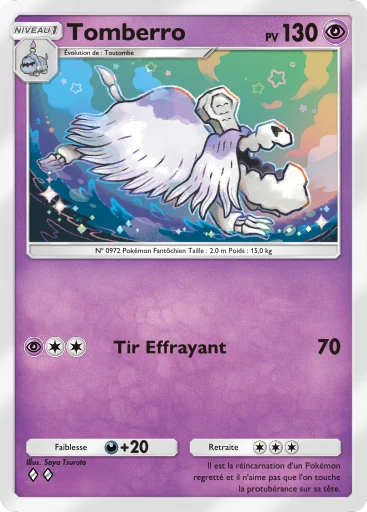 NIVEAU 1
Tomberro
PV 130
Évolution de : Toutombe
N° 0972 Pokémon Fantôchien Taille : 2,0 m Poids : 15,0 kg
Tir Effrayant 70
Faiblesse +20
Retraite
Illus. Saya Tsuruta
Il est la réincarnation d'un Pokémon
regretté et il n'aime pas que l'on touche
la protubérance sur sa tête.